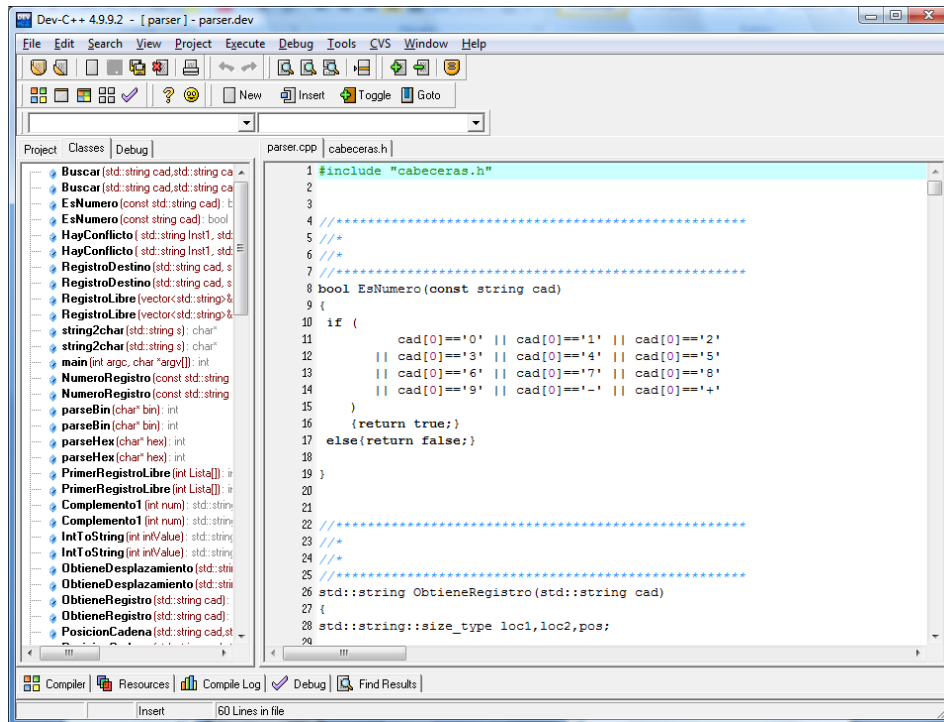 Dev-C++ 4.9.9.2 - [ parser ] - parser.dev
File Edit Search View Project Execute Debug Tools CVS Window Help
New Insert Toggle Goto
Project Classes Debug
parser.cpp cabeceras.h
Buscar (std::string cad,std::string ca
Buscar (std::string cad,std::string ca
EsNumero (const std::string cad): b
EsNumero (const string cad): bool
HayConflicto ( std::string Inst1, std:
HayConflicto ( std::string Inst1, std:
RegistroDestino (std::string cad, s
RegistroDestino (std::string cad, s
RegistroLibre (vector<std::string>&
RegistroLibre (vector<std::string>&
string2char (std::string s): char*
string2char (std::string s): char*
main (int argc, char *argv[]): int
NumeroRegistro (const std::string
NumeroRegistro (const std::string
parseBin (char* bin): int
parseBin (char* bin): int
parseHex (char* hex): int
parseHex (char* hex): int
PrimerRegistroLibre (int Lista[]): in
PrimerRegistroLibre (int Lista[]): in
Complemento1 (int num): std::string
Complemento1 (int num): std::string
IntToString (int intValue): std::string
IntToString (int intValue): std::string
ObtieneDesplazamiento (std::stri
ObtieneDesplazamiento (std::stri
ObtieneRegistro (std::string cad):
ObtieneRegistro (std::string cad):
PosicionCadena (std::string cad,st
1 #include "cabeceras.h"
2
3
4 //*****************************************************
5 //*
6 //*
7 //*****************************************************
8 bool EsNumero(const string cad)
9 {
10 if (
11 cad[0]=='0' || cad[0]=='1' || cad[0]=='2'
12 || cad[0]=='3' || cad[0]=='4' || cad[0]=='5'
13 || cad[0]=='6' || cad[0]=='7' || cad[0]=='8'
14 || cad[0]=='9' || cad[0]=='-' || cad[0]=='+'
15 )
16 {return true;}
17 else{return false;}
18
19 }
20
21
22 //*****************************************************
23 //*
24 //*
25 //*****************************************************
26 std::string ObtieneRegistro(std::string cad)
27 {
28 std::string::size_type loc1,loc2,pos;
29
Compiler Resources Compile Log Debug Find Results
Insert 60 Lines in file